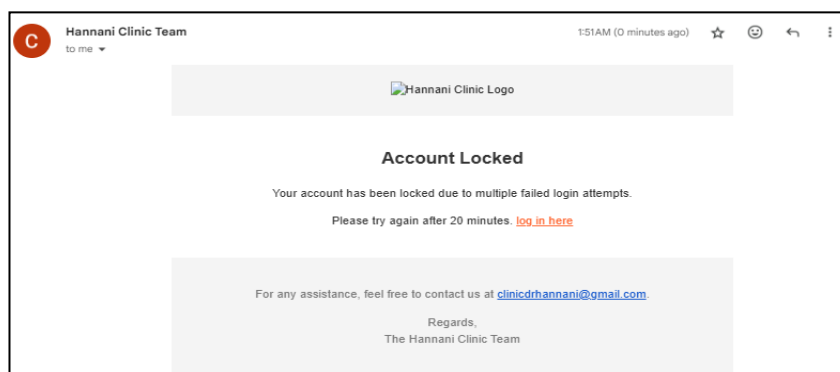 Hannani Clinic Team
1:51AM (0 minutes ago)
C
to me
Hannani Clinic Logo
Account Locked
Your account has been locked due to multiple failed login attempts.
Please try again after 20 minutes. log in here
For any assistance, feel free to contact us at clinicdrhannani@gmail.com.
Regards,
The Hannani Clinic Team